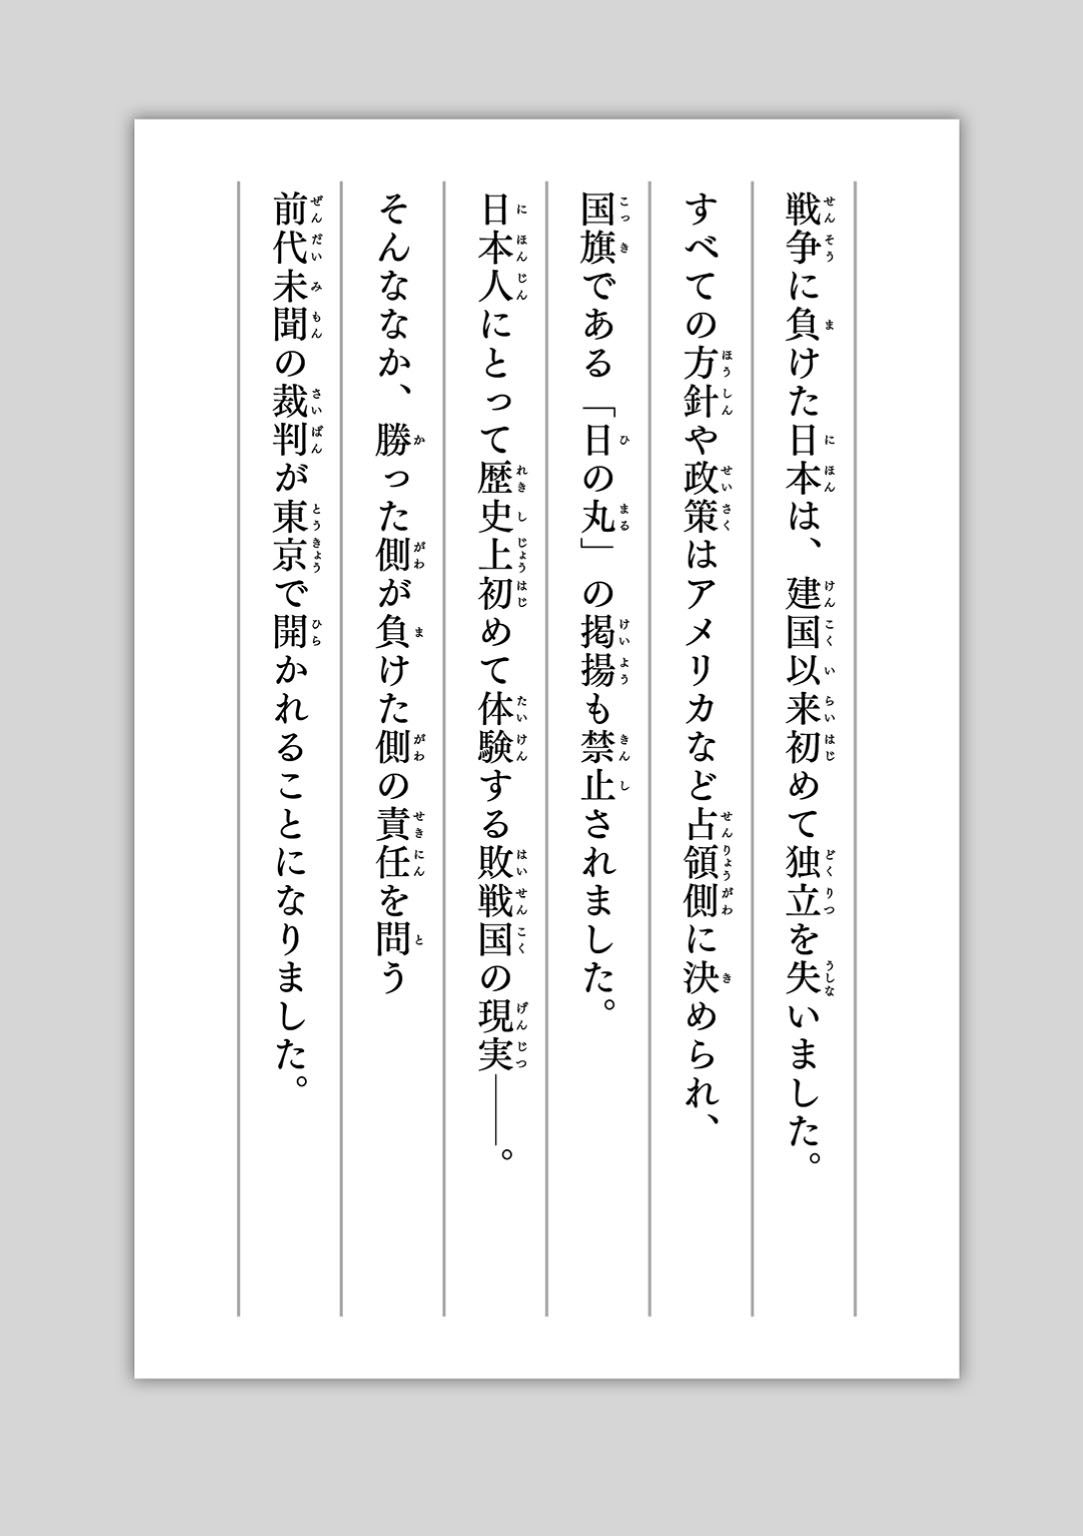 戦争に負けた日本は、建国以来初めて独立を失いました。
すべての方針や政策はアメリカなど占領側に決められ、
国旗である「日の丸」の掲揚も禁止されました。
日本人にとって歴史上初めて体験する敗戦国の現実――。
そんななか、勝った側が負けた側の責任を問う
前代未聞の裁判が東京で開かれることになりました。